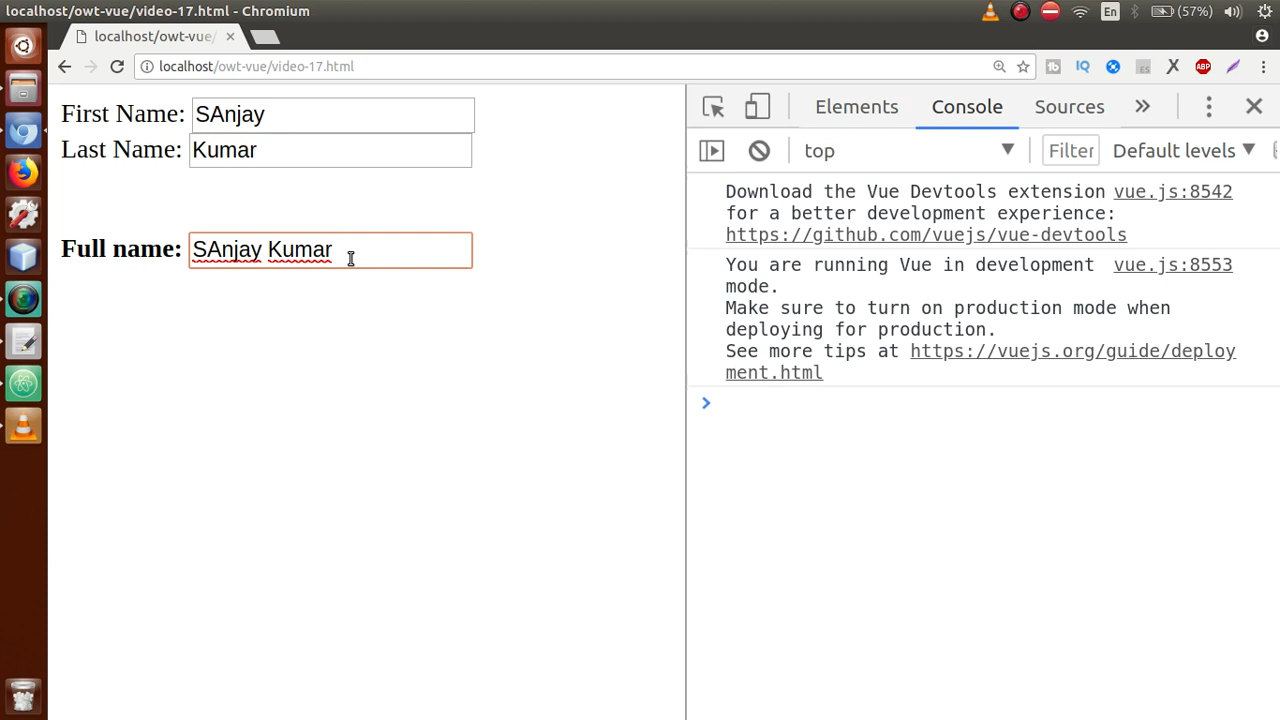 localhost/owt-vue/video-17.html - Chromium
En
(57%)
localhost/owt-vue/
localhost/owt-vue/video-17.html
IQ
ABP
First Name: SAnjay
Last Name: Kumar
Full name: SAnjay Kumar
Elements
Console
Sources
top
Filter
Default levels
Download the Vue Devtools extension vue.js:8542
for a better development experience:
https://github.com/vuejs/vue-devtools
You are running Vue in development vue.js:8553
mode.
Make sure to turn on production mode when
deploying for production.
See more tips at https://vuejs.org/guide/deploy
ment.html